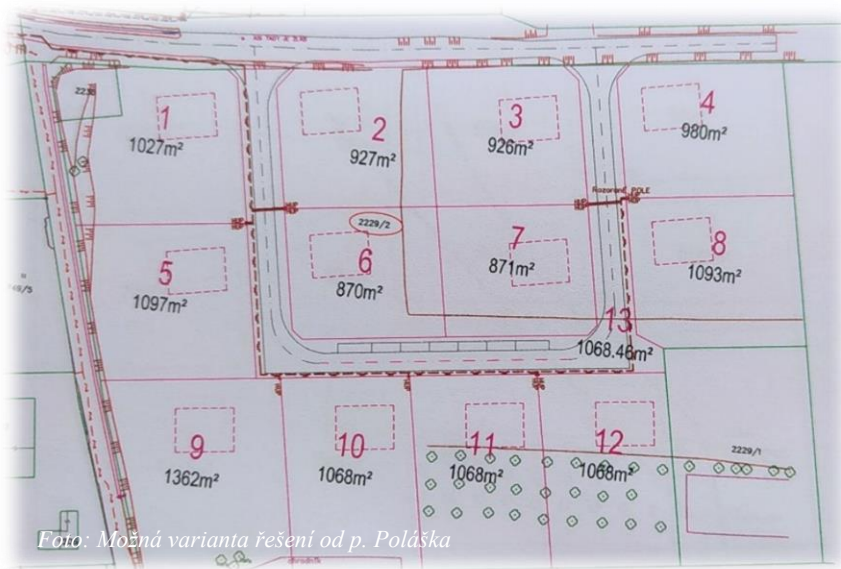 1
1027m²
2
927m²
3
926m²
4
980m²
2229/2
5
1097m²
6
870m²
7
871m²
8
1093m²
13
1068.46m²
9
1362m²
10
1068m²
11
1068m²
12
1068m²
2229/1
Foto: Možná varianta řešení od p. Poláška